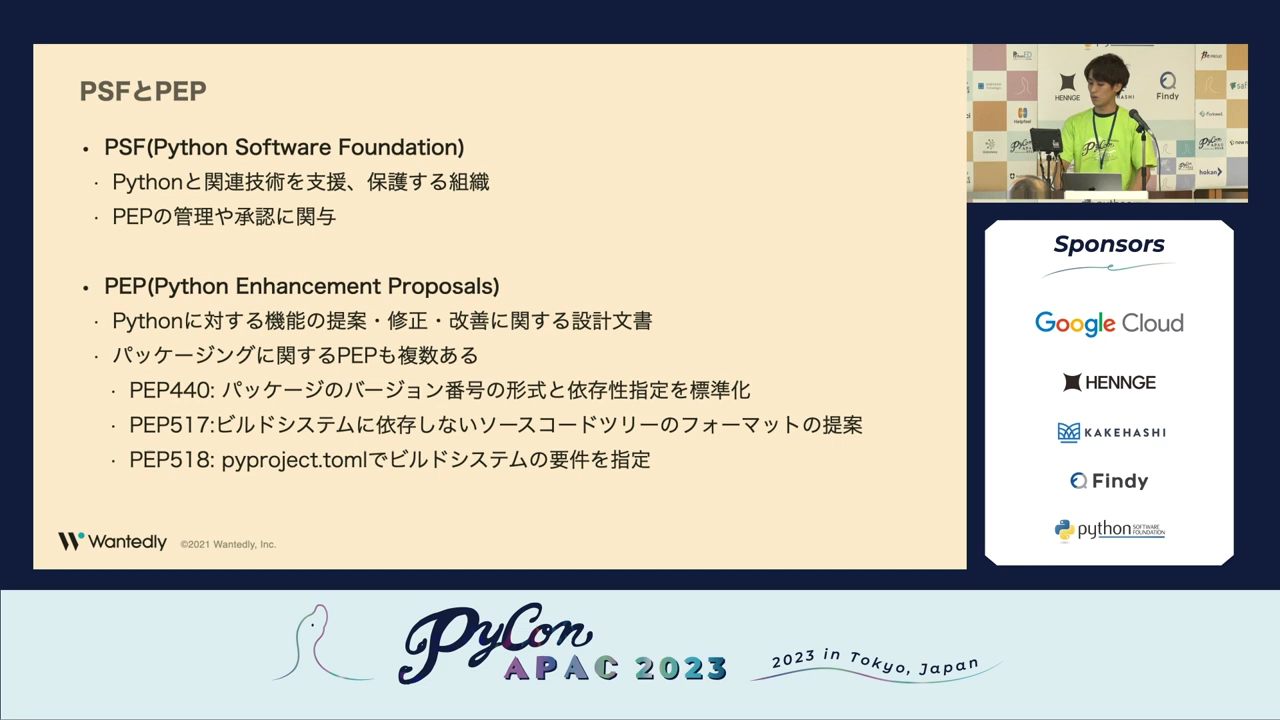 PSFとPEP
・ PSF(Python Software Foundation)
・ Pythonと関連技術を支援、保護する組織
・ PEPの管理や承認に関与
・ PEP(Python Enhancement Proposals)
・ Pythonに対する機能の提案・修正・改善に関する設計文書
・ パッケージングに関するPEPも複数ある
・ PEP440: パッケージのバージョン番号の形式と依存性指定を標準化
・ PEP517:ビルドシステムに依存しないソースコードツリーのフォーマットの提案
・ PEP518: pyproject.tomlでビルドシステムの要件を指定
Wantedly ©2021 Wantedly, Inc.
HENNGE
Findy
hokan
Sponsors
Google Cloud
HENNGE
KAKEHASHI
Findy
python SOFTWARE FOUNDATION
PyCon
APAC 2023
2023 in Tokyo, Japan